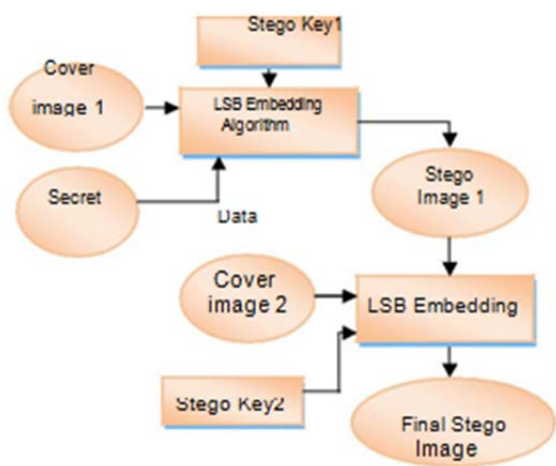 Stego Key1
Cover
image 1
LSB Embedding
Algorithm
Secret
Data
Stego
Image 1
Cover
image 2
LSB Embedding
Stego Key2
Final Stego
Image